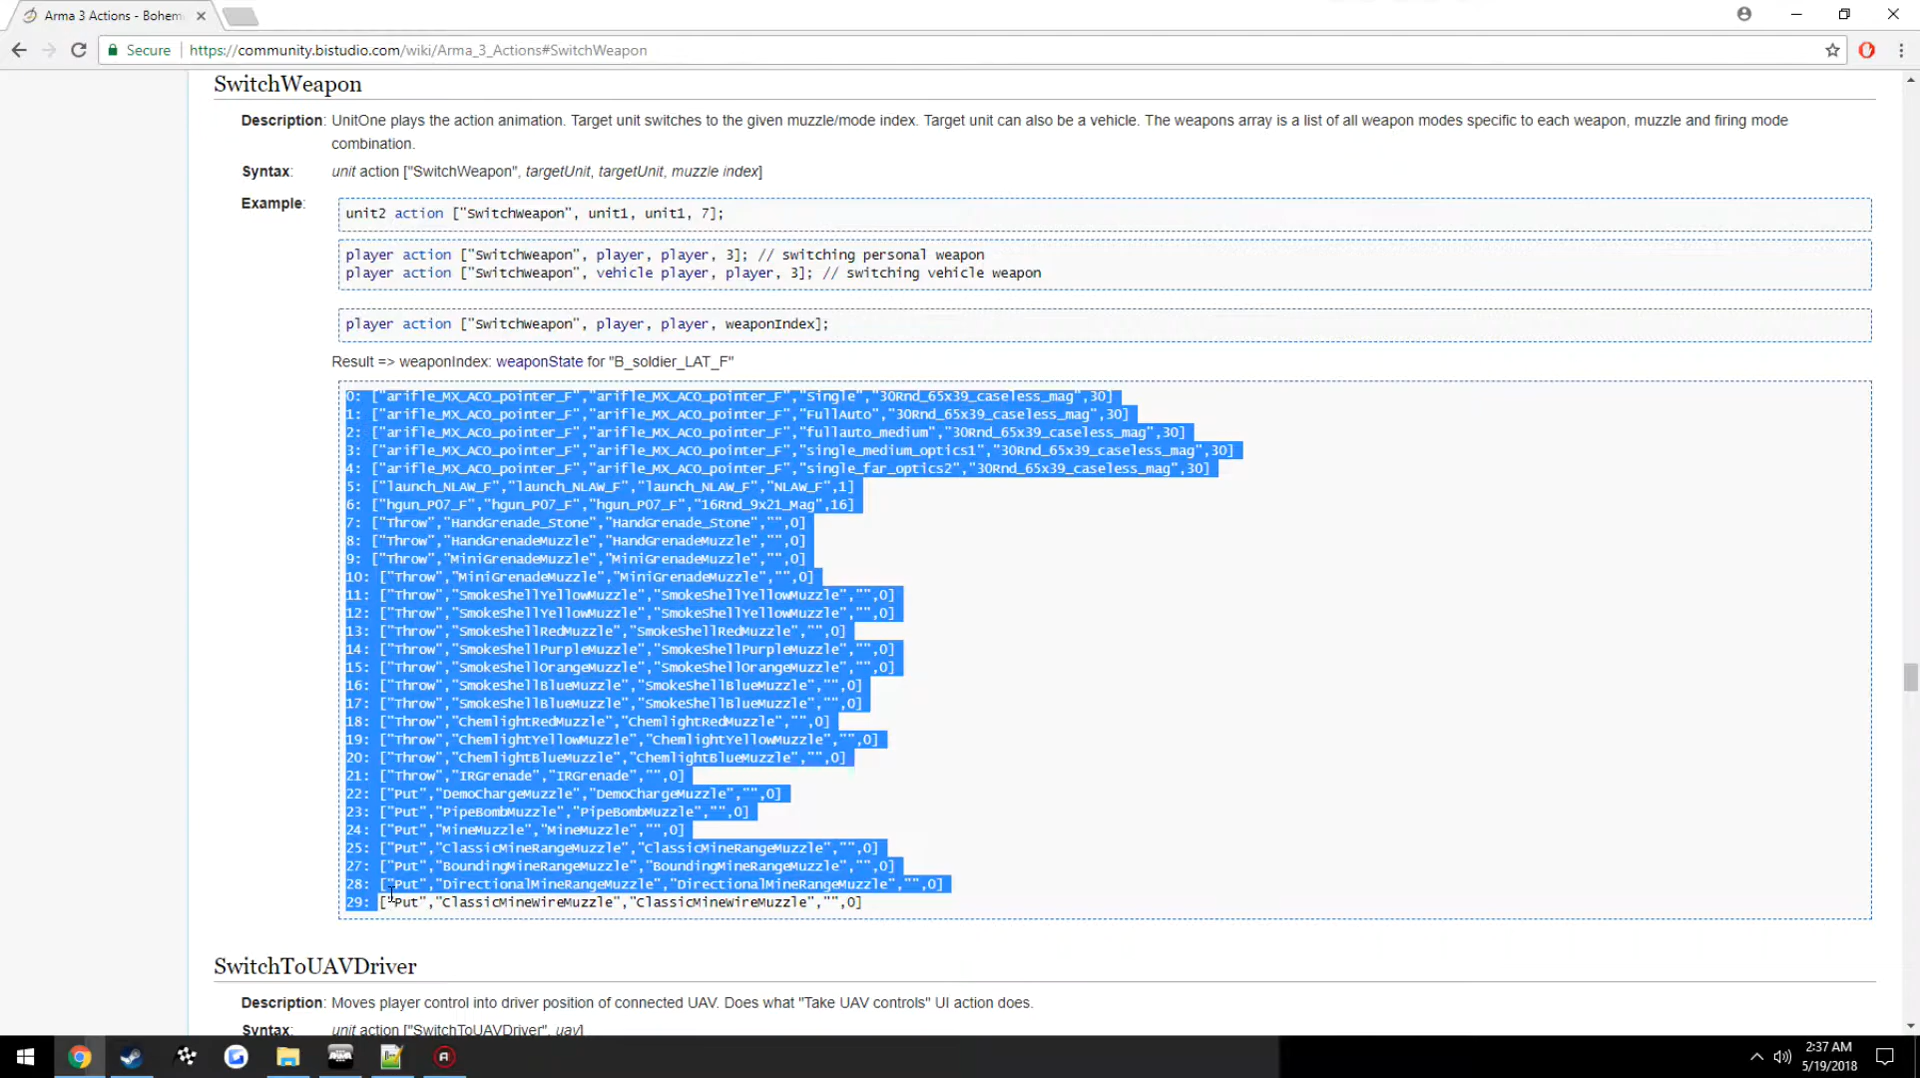 Arma 3 Actions - Bohem
Secure | https://community.bistudio.com/wiki/Arma_3_Actions#SwitchWeapon
SwitchWeapon
Description: UnitOne plays the action animation. Target unit switches to the given muzzle/mode index. Target unit can also be a vehicle. The weapons array is a list of all weapon modes specific to each weapon, muzzle and firing mode
combination.
Syntax: unit action ["SwitchWeapon", targetUnit, targetUnit, muzzle index]
Example:
unit2 action ["SwitchWeapon", unit1, unit1, 7];
player action ["SwitchWeapon", player, player, 3]; // switching personal weapon
player action ["SwitchWeapon", vehicle player, player, 3]; // switching vehicle weapon
player action ["SwitchWeapon", player, player, weaponIndex];
Result => weaponIndex: weaponState for "B_soldier_LAT_F"
0: ["arifle_MX_ACO_pointer_F","arifle_MX_ACO_pointer_F","Single","30Rnd_65x39_caseless_mag",30]
1: ["arifle_MX_ACO_pointer_F","arifle_MX_ACO_pointer_F","FullAuto","30Rnd_65x39_caseless_mag",30]
2: ["arifle_MX_ACO_pointer_F","arifle_MX_ACO_pointer_F","fullauto_medium","30Rnd_65x39_caseless_mag",30]
3: ["arifle_MX_ACO_pointer_F","arifle_MX_ACO_pointer_F","single_medium_optics1","30Rnd_65x39_caseless_mag",30]
4: ["arifle_MX_ACO_pointer_F","arifle_MX_ACO_pointer_F","single_far_optics2","30Rnd_65x39_caseless_mag",30]
5: ["launch_NLAW_F","launch_NLAW_F","launch_NLAW_F","NLAW_F",1]
6: ["hgun_P07_F","hgun_P07_F","hgun_P07_F","16Rnd_9x21_Mag",16]
7: ["Throw","HandGrenade_Stone","HandGrenade_Stone","",0]
8: ["Throw","HandGrenadeMuzzle","HandGrenadeMuzzle","",0]
9: ["Throw","MiniGrenadeMuzzle","MiniGrenadeMuzzle","",0]
10: ["Throw","MiniGrenadeMuzzle","MiniGrenadeMuzzle","",0]
11: ["Throw","SmokeShellYellowMuzzle","SmokeShellYellowMuzzle","",0]
12: ["Throw","SmokeShellYellowMuzzle","SmokeShellYellowMuzzle","",0]
13: ["Throw","SmokeShellRedMuzzle","SmokeShellRedMuzzle","",0]
14: ["Throw","SmokeShellPurpleMuzzle","SmokeShellPurpleMuzzle","",0]
15: ["Throw","SmokeShellOrangeMuzzle","SmokeShellOrangeMuzzle","",0]
16: ["Throw","SmokeShellBlueMuzzle","SmokeShellBlueMuzzle","",0]
17: ["Throw","SmokeShellBlueMuzzle","SmokeShellBlueMuzzle","",0]
18: ["Throw","ChemlightRedMuzzle","ChemlightRedMuzzle","",0]
19: ["Throw","ChemlightYellowMuzzle","ChemlightYellowMuzzle","",0]
20: ["Throw","ChemlightBlueMuzzle","ChemlightBlueMuzzle","",0]
21: ["Throw","IRGrenade","IRGrenade","",0]
22: ["Put","DemoChargeMuzzle","DemoChargeMuzzle","",0]
23: ["Put","PipeBombMuzzle","PipeBombMuzzle","",0]
24: ["Put","MineMuzzle","MineMuzzle","",0]
25: ["Put","ClassicMineRangeMuzzle","ClassicMineRangeMuzzle","",0]
27: ["Put","BoundingMineRangeMuzzle","BoundingMineRangeMuzzle","",0]
28: ["Put","DirectionalMineRangeMuzzle","DirectionalMineRangeMuzzle","",0]
29: ["Put","ClassicMineWireMuzzle","ClassicMineWireMuzzle","",0]
SwitchToUAVDriver
Description: Moves player control into driver position of connected UAV. Does what "Take UAV controls" UI action does.
Syntax: unit action ["SwitchToUAVDriver", uav]
2:37 AM
5/19/2018